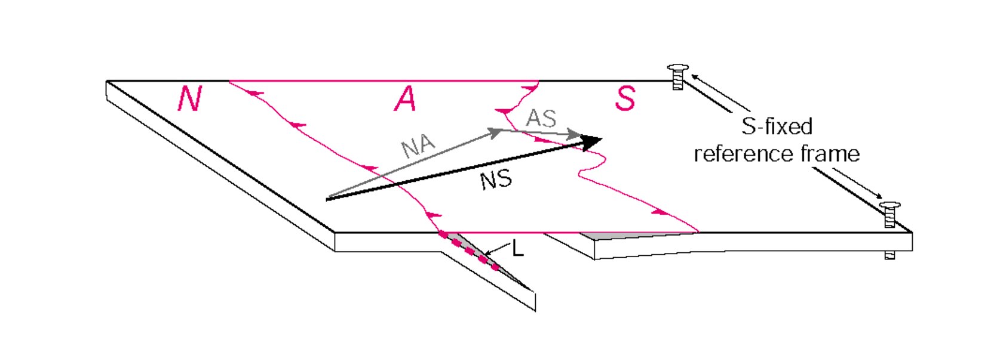 N
A
S
AS
NA
S-fixed
reference frame
NS
L